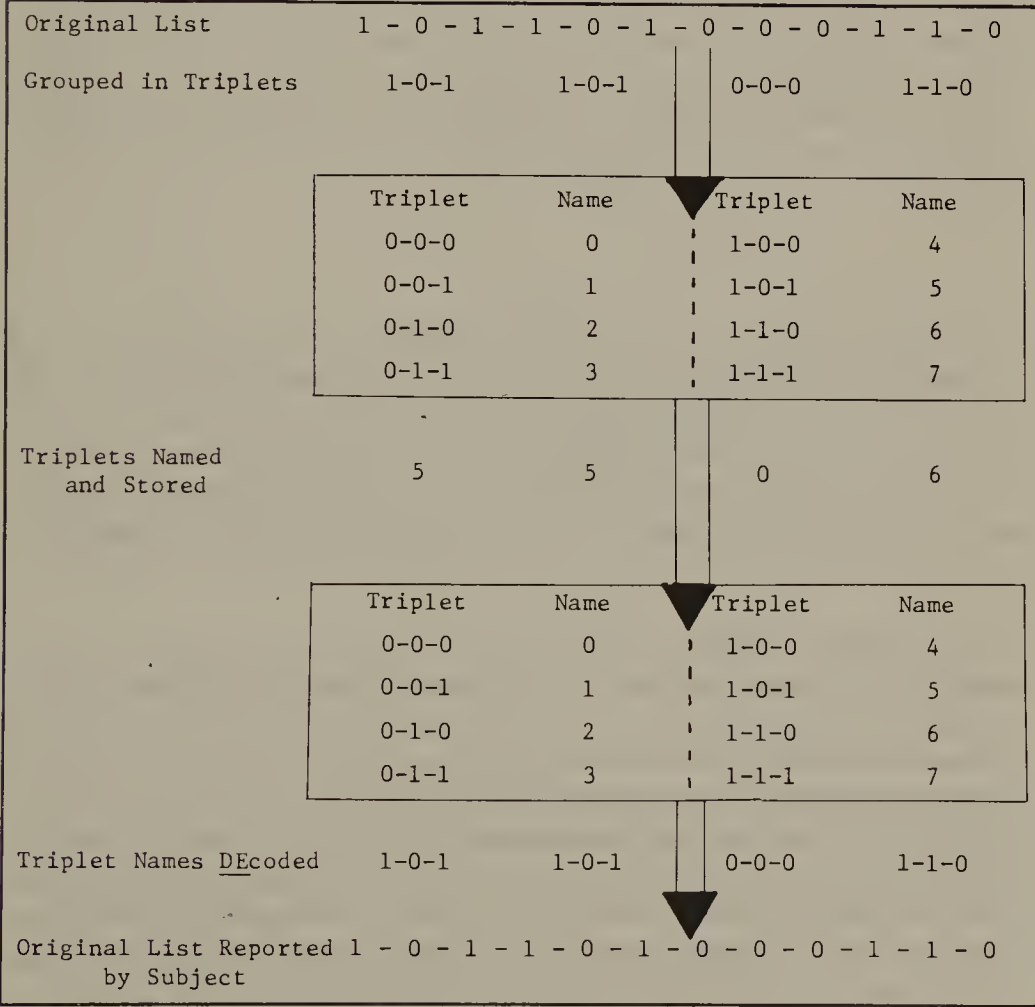 Original List 1 - 0 - 1 - 1 - 0 - 1 - 0 - 0 - 0 - 1 - 1 - 0
Grouped in Triplets 1-0-1 1-0-1 0-0-0 1-1-0
Triplet Name Triplet Name
0-0-0 0 1-0-0 4
0-0-1 1 1-0-1 5
0-1-0 2 1-1-0 6
0-1-1 3 1-1-1 7
Triplets Named
and Stored 5 5 0 6
Triplet Name Triplet Name
0-0-0 0 1-0-0 4
0-0-1 1 1-0-1 5
0-1-0 2 1-1-0 6
0-1-1 3 1-1-1 7
Triplet Names DEcoded 1-0-1 1-0-1 0-0-0 1-1-0
Original List Reported 1 - 0 - 1 - 1 - 0 - 1 - 0 - 0 - 0 - 1 - 1 - 0
by Subject